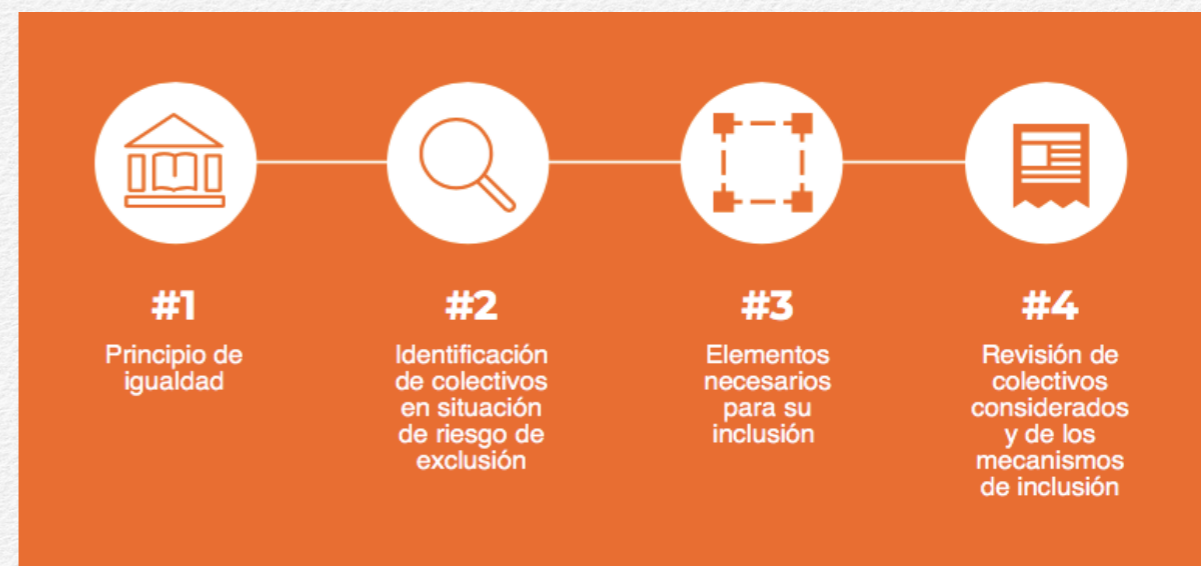 #1
Principio de
igualdad
#2
Identificación
de colectivos
en situación
de riesgo de
exclusión
#3
Elementos
necesarios
para su
inclusión
#4
Revisión de
colectivos
considerados
y de los
mecanismos
de inclusión